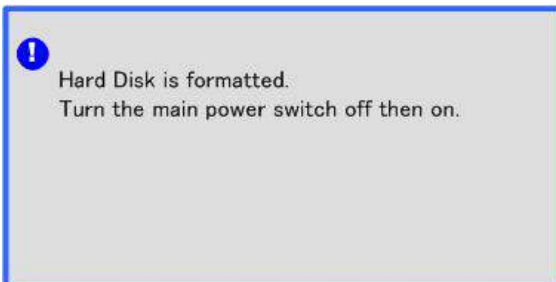 Hard Disk is formatted.
Turn the main power switch off then on.